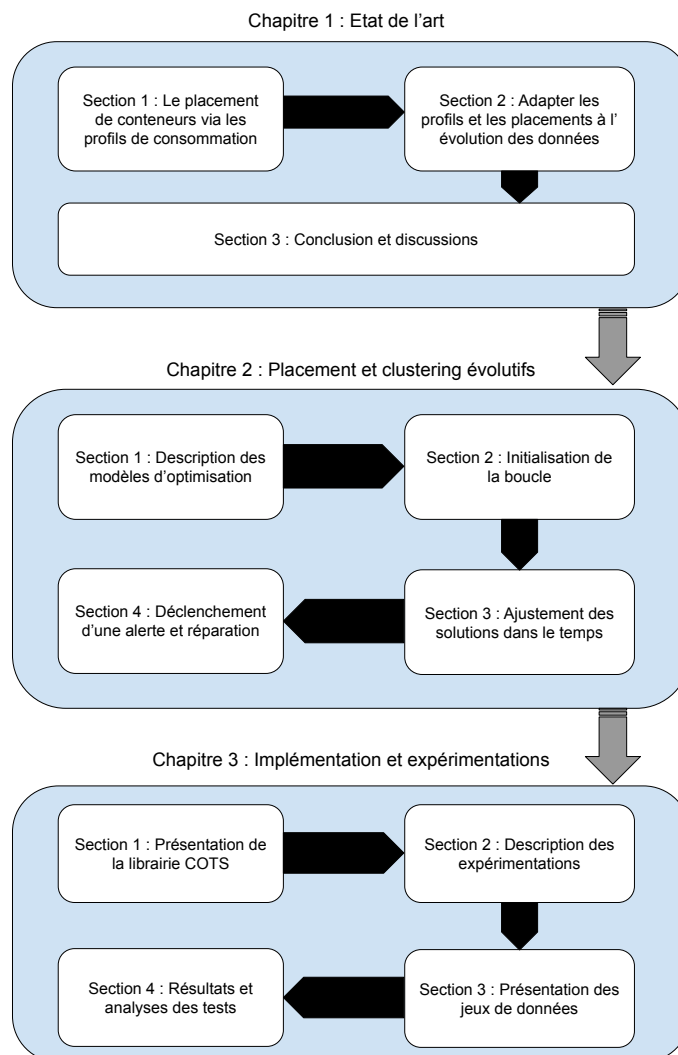 Chapitre 1 : Etat de l’art
Section 1 : Le placement
de conteneurs via les
profils de consommation
Section 2 : Adapter les
profils et les placements à l’
évolution des données
Section 3 : Conclusion et discussions
Chapitre 2 : Placement et clustering évolutifs
Section 1 : Description des
modèles d’optimisation
Section 2 : Initialisation de
la boucle
Section 3 : Ajustement des
solutions dans le temps
Section 4 : Déclenchement
d’une alerte et réparation
Chapitre 3 : Implémentation et expérimentations
Section 1 : Présentation de
la librairie COTS
Section 2 : Description des
expérimentations
Section 3 : Présentation des
jeux de données
Section 4 : Résultats et
analyses des tests